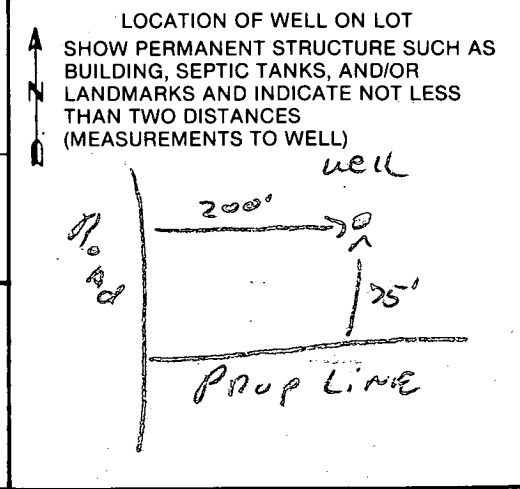 LOCATION OF WELL ON LOT
SHOW PERMANENT STRUCTURE SUCH AS
BUILDING, SEPTIC TANKS, AND/OR
N LANDMARKS AND INDICATE NOT LESS
THAN TWO DISTANCES
(MEASUREMENTS TO WELL)
well
200'
Road
75'
Prop Line